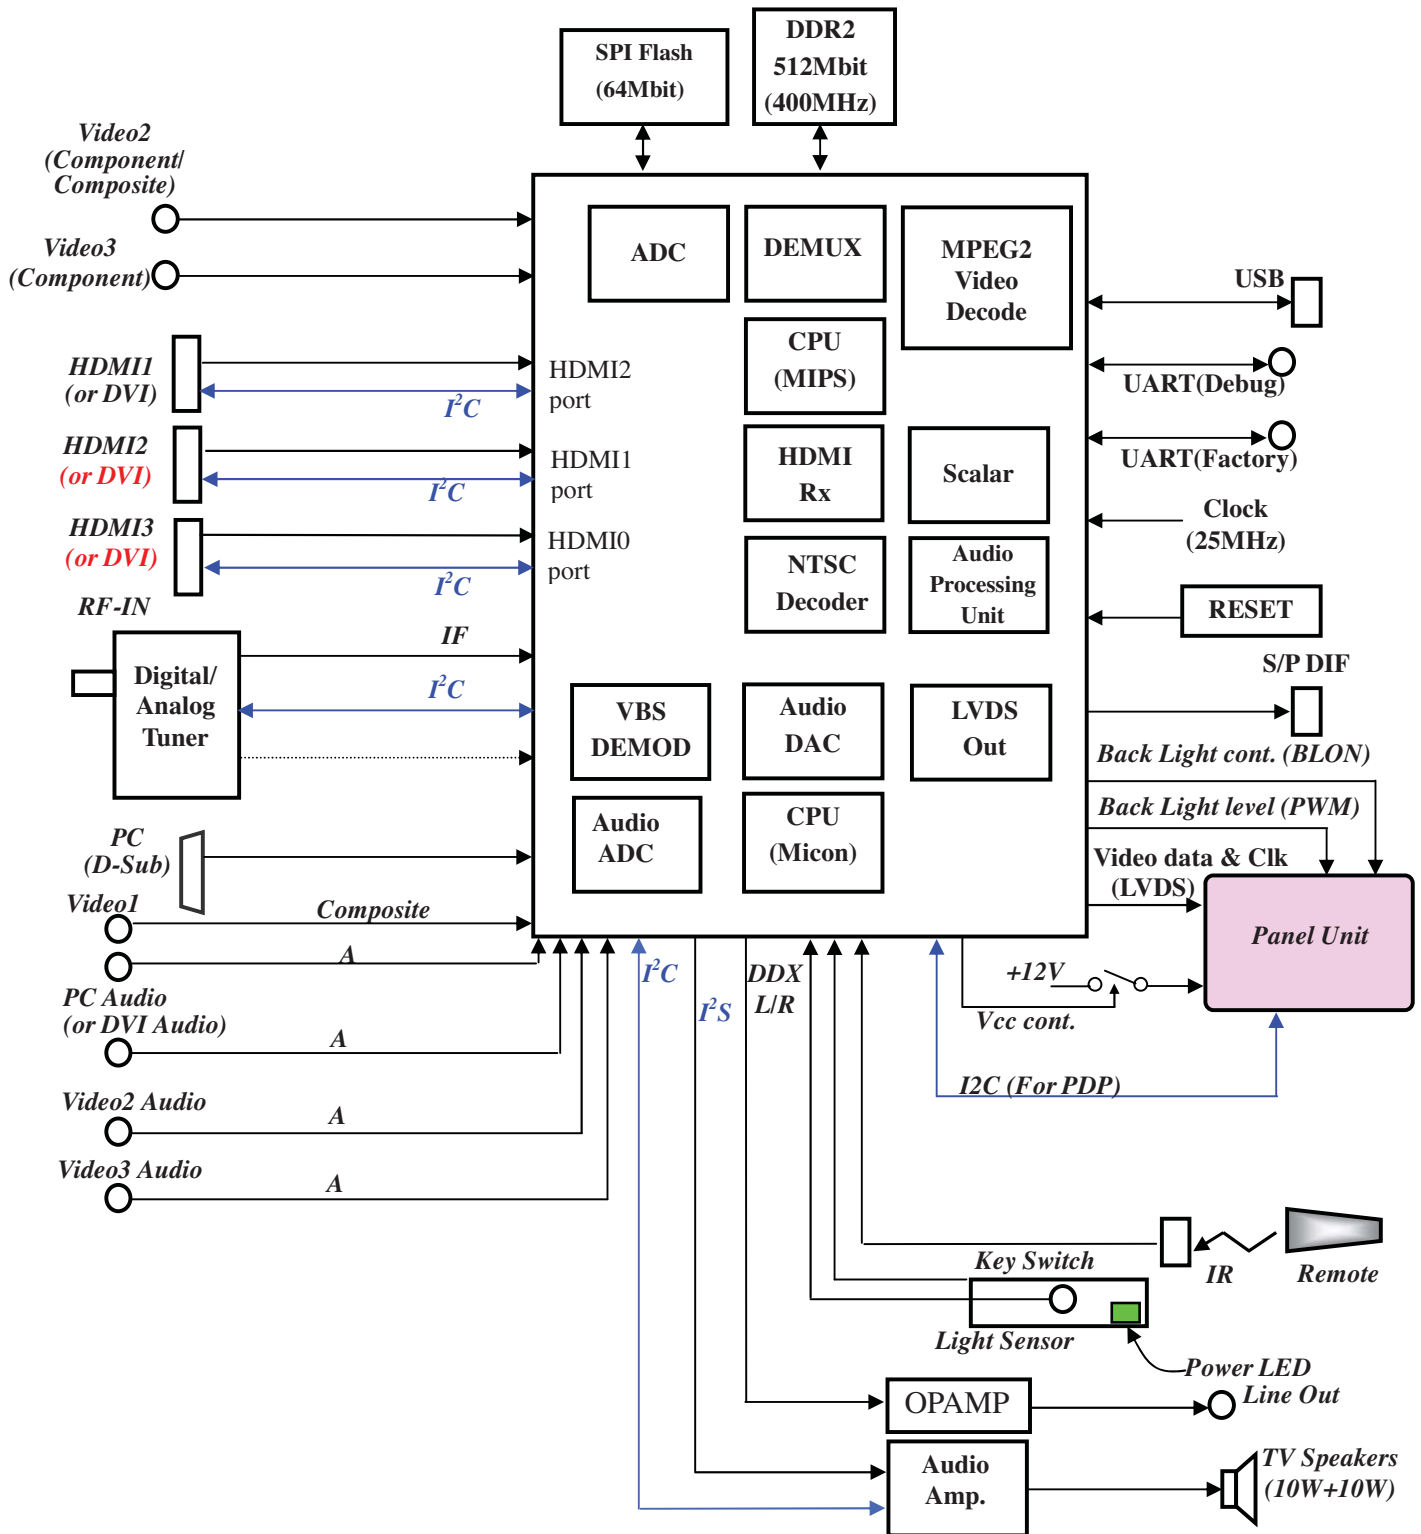 SPI Flash
(64Mbit)
DDR2
512Mbit
(400MHz)
Video2
(Component/
Composite)
Video3
(Component)
HDMI1
(or DVI)
I²C
HDMI2
port
HDMI2
(or DVI)
I²C
HDMI1
port
HDMI3
(or DVI)
I²C
HDMI0
port
RF-IN
Digital/
Analog
Tuner
IF
I²C
PC
(D-Sub)
Video1
Composite
A
PC Audio
(or DVI Audio)
A
Video2 Audio
A
Video3 Audio
A
ADC
DEMUX
MPEG2
Video
Decode
CPU
(MIPS)
HDMI
Rx
Scalar
NTSC
Decoder
Audio
Processing
Unit
VBS
DEMOD
Audio
DAC
LVDS
Out
Audio
ADC
CPU
(Micon)
USB
UART(Debug)
UART(Factory)
Clock
(25MHz)
RESET
S/P DIF
Back Light cont. (BLON)
Back Light level (PWM)
Video data & Clk
(LVDS)
Panel Unit
+12V
Vcc cont.
I2C (For PDP)
I²C
I²S
DDX
L/R
Key Switch
IR
Remote
Light Sensor
Power LED
Line Out
OPAMP
Audio
Amp.
TV Speakers
(10W+10W)